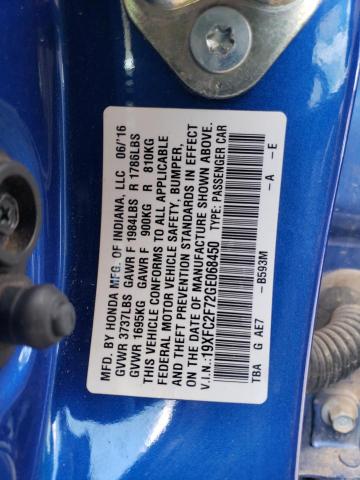 MFD. BY HONDA MFG. OF INDIANA, LLC 06/16
GVWR 3737LBS GAWR F 1984LBS R 1786LBS
GVWR 1695KG GAWR F 900KG R 810KG
THIS VEHICLE CONFORMS TO ALL APPLICABLE
FEDERAL MOTOR VEHICLE SAFETY, BUMPER,
AND THEFT PREVENTION STANDARDS IN EFFECT
ON THE DATE OF MANUFACTURE SHOWN ABOVE.
V.I.N.:19XFC2F72GE068450 TYPE: PASSENGER CAR
TBA G AE7 -B593M -A -E